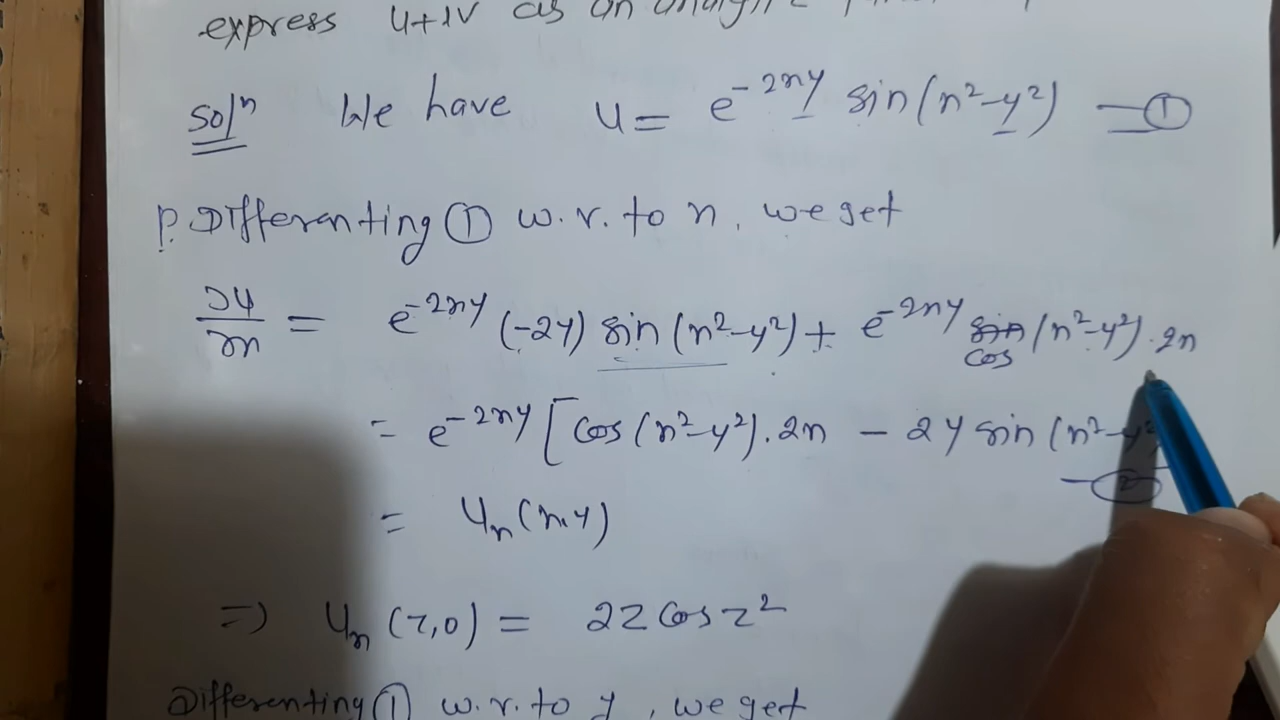 express u+iv as an
Solⁿ We have u = e^{-2xy} sin(x²-y²) — ①
P. Differenting ① w.r. to x, we get
∂u/∂x = e^{-2xy} (-2y) sin(x²-y²) + e^{-2xy} cos (x²-y²).2x
= e^{-2xy} [cos(x²-y²).2x - 2y sin(x²-y²
— ②
= u_x(x,y)
=) u_x(z,0) = 2z cos z²
Differenting ① w.r. to y, we get